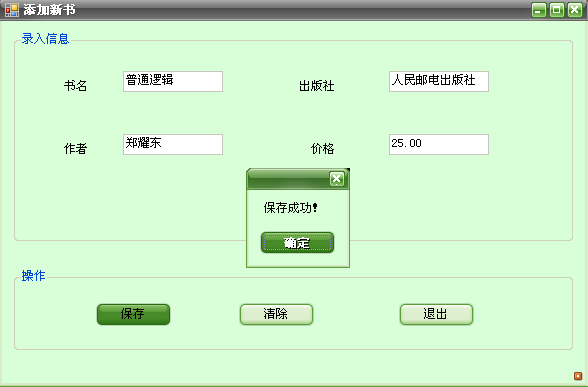 添加新书
录入信息
书名 普通逻辑 出版社 人民邮电出版社
作者 郑耀东 价格 25.00
保存成功!
确定
操作
保存 清除 退出